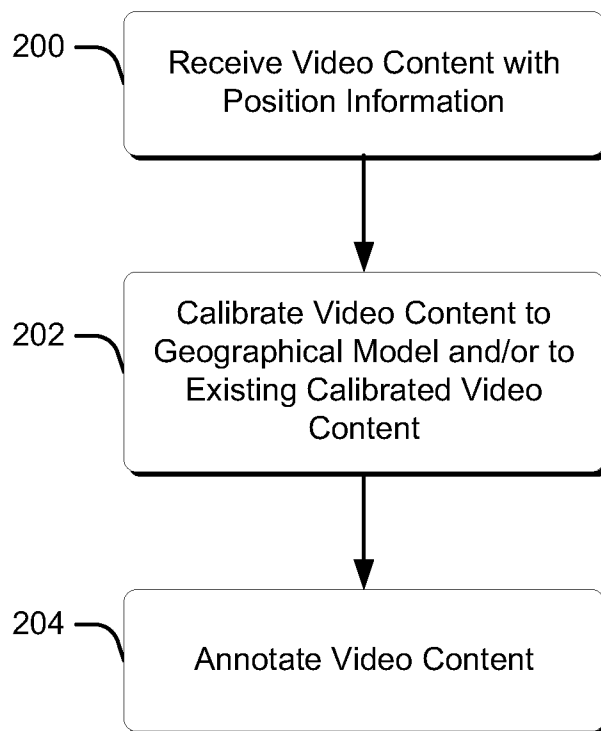 200
Receive Video Content with
Position Information
202
Calibrate Video Content to
Geographical Model and/or to
Existing Calibrated Video
Content
204
Annotate Video Content